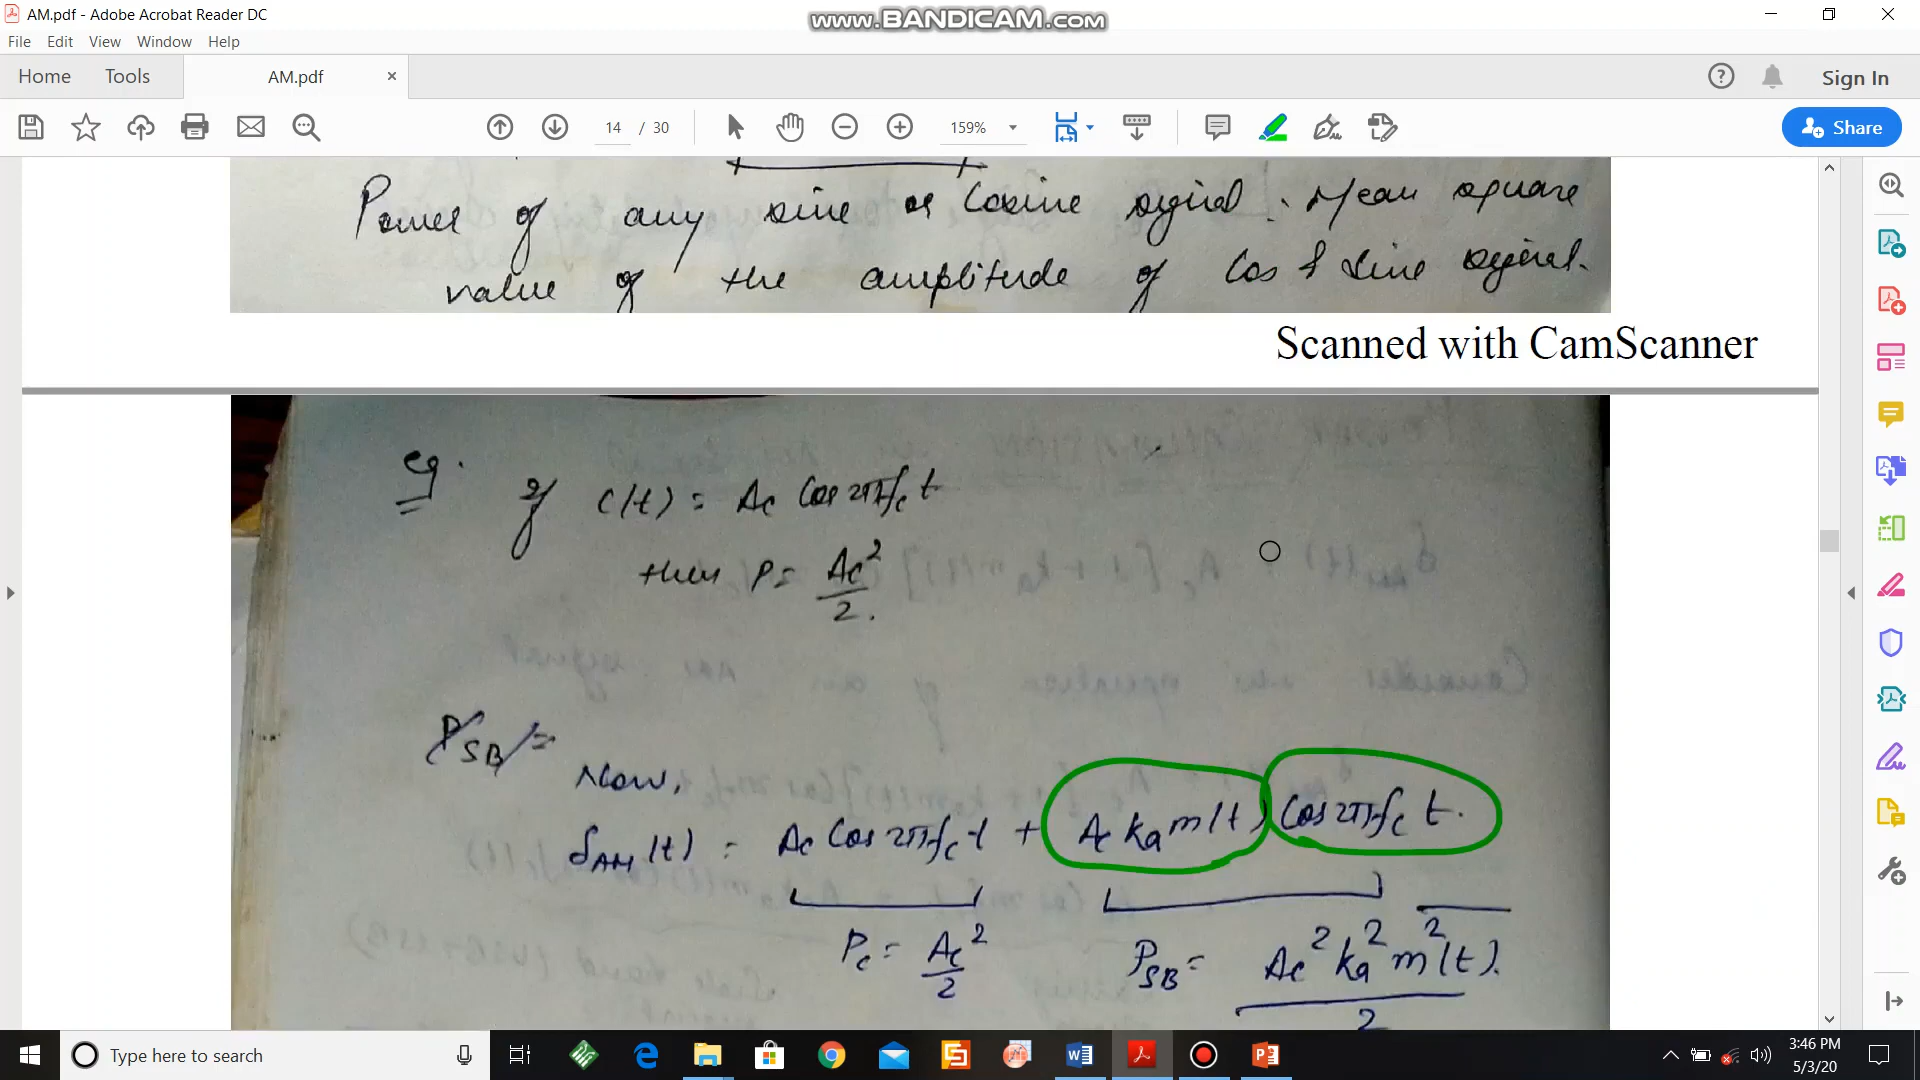 AM.pdf - Adobe Acrobat Reader DC
www.BANDICAM.com
File Edit View Window Help
Home Tools AM.pdf × Sign In
14 / 30 159% Share
Power of any sine or Cosine signal : Mean square
value of the amplitude of Cos & Sine signal.
Scanned with CamScanner
eg. If c(t) = Ac Cos 2πfc t
then P = Ac²/2.
PSB =
Now,
SAM(t) = Ac Cos 2πfc t + Ac ka m(t) Cos 2πfc t.
Pc = Ac²/2 PSB = Ac² ka² m²(t)/2.
Type here to search
3:46 PM
5/3/20